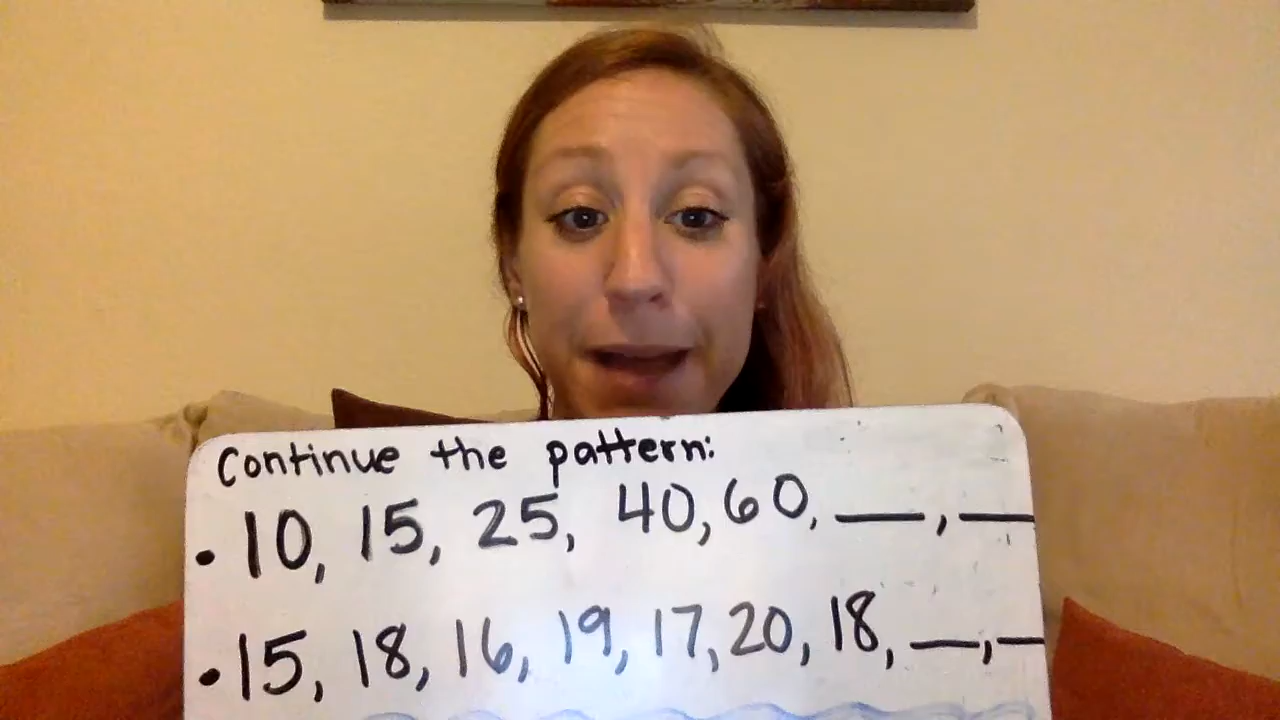 Continue the pattern:
• 10, 15, 25, 40, 60, ___, ___
• 15, 18, 16, 19, 17, 20, 18, ___, ___